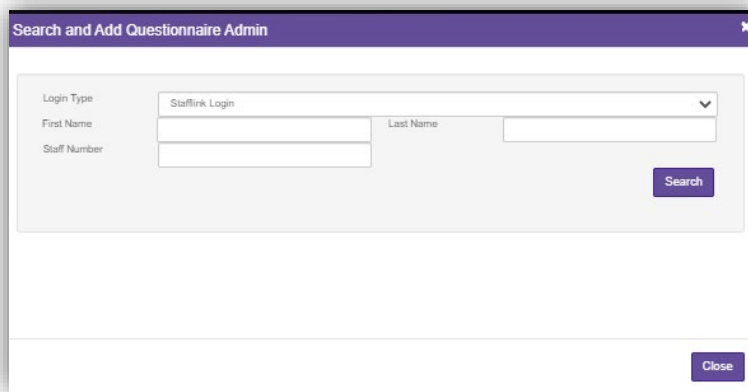 Search and Add Questionnaire Admin
Login Type Stafflink Login
First Name Last Name
Staff Number
Search
Close